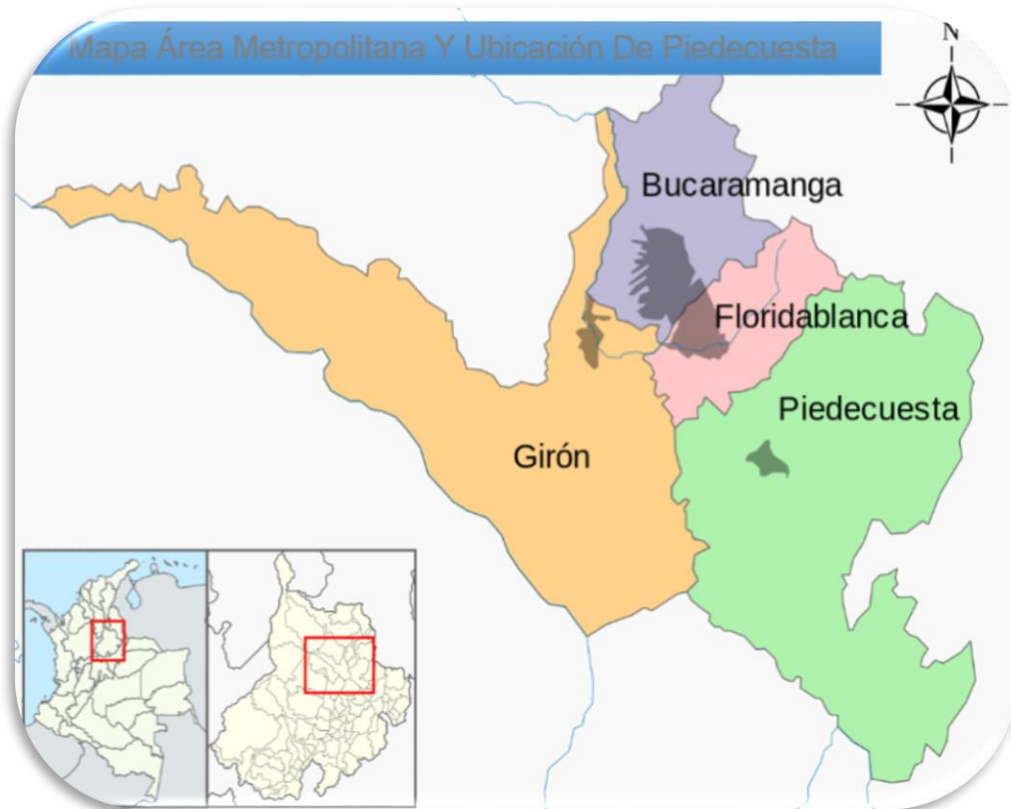 Mapa Área Metropolitana Y Ubicación De Piedecuesta
N
Bucaramanga
Floridablanca
Piedecuesta
Girón